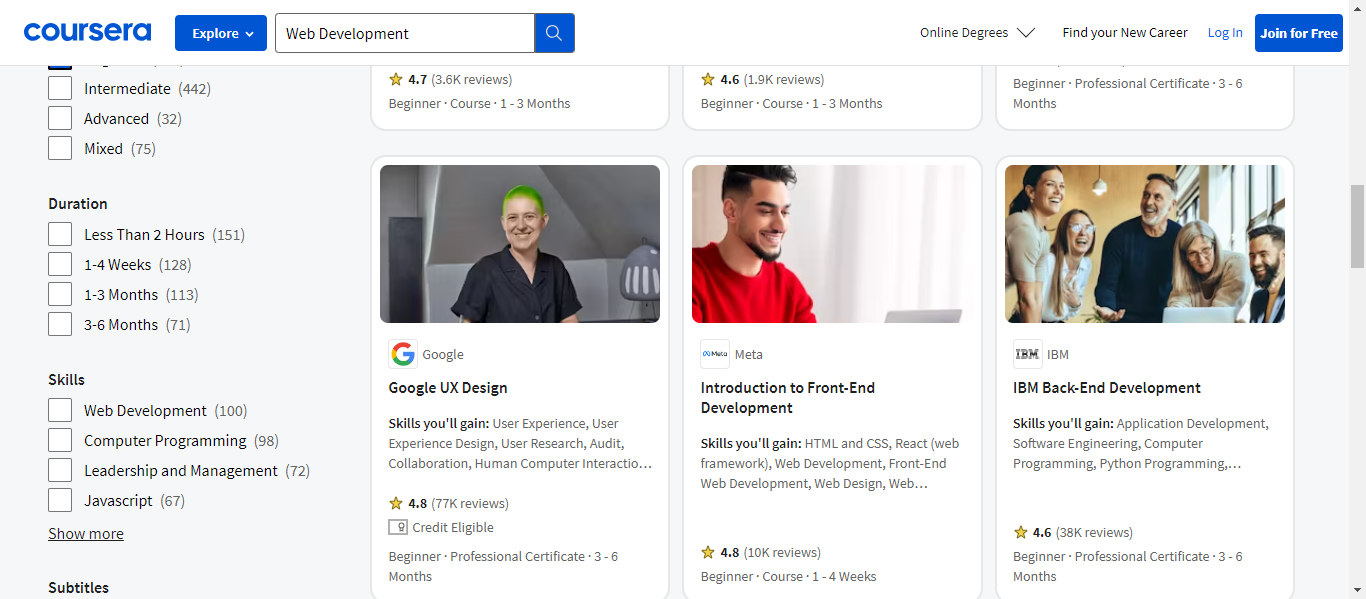 coursera
Explore
Web Development
Online Degrees
Find your New Career
Log In
Join for Free
Intermediate (442)
Advanced (32)
Mixed (75)
Duration
Less Than 2 Hours (151)
1-4 Weeks (128)
1-3 Months (113)
3-6 Months (71)
Skills
Web Development (100)
Computer Programming (98)
Leadership and Management (72)
Javascript (67)
Show more
Subtitles
4.7 (3.6K reviews)
Beginner · Course · 1 - 3 Months
4.6 (1.9K reviews)
Beginner · Course · 1 - 3 Months
Beginner · Professional Certificate · 3 - 6
Months
Google
Google UX Design
Skills you'll gain: User Experience, User
Experience Design, User Research, Audit,
Collaboration, Human Computer Interactio…
4.8 (77K reviews)
Credit Eligible
Beginner · Professional Certificate · 3 - 6
Months
Meta
Meta
Introduction to Front-End
Development
Skills you'll gain: HTML and CSS, React (web
framework), Web Development, Front-End
Web Development, Web Design, Web…
4.8 (10K reviews)
Beginner · Course · 1 - 4 Weeks
IBM
IBM
IBM Back-End Development
Skills you'll gain: Application Development,
Software Engineering, Computer
Programming, Python Programming,…
4.6 (38K reviews)
Beginner · Professional Certificate · 3 - 6
Months